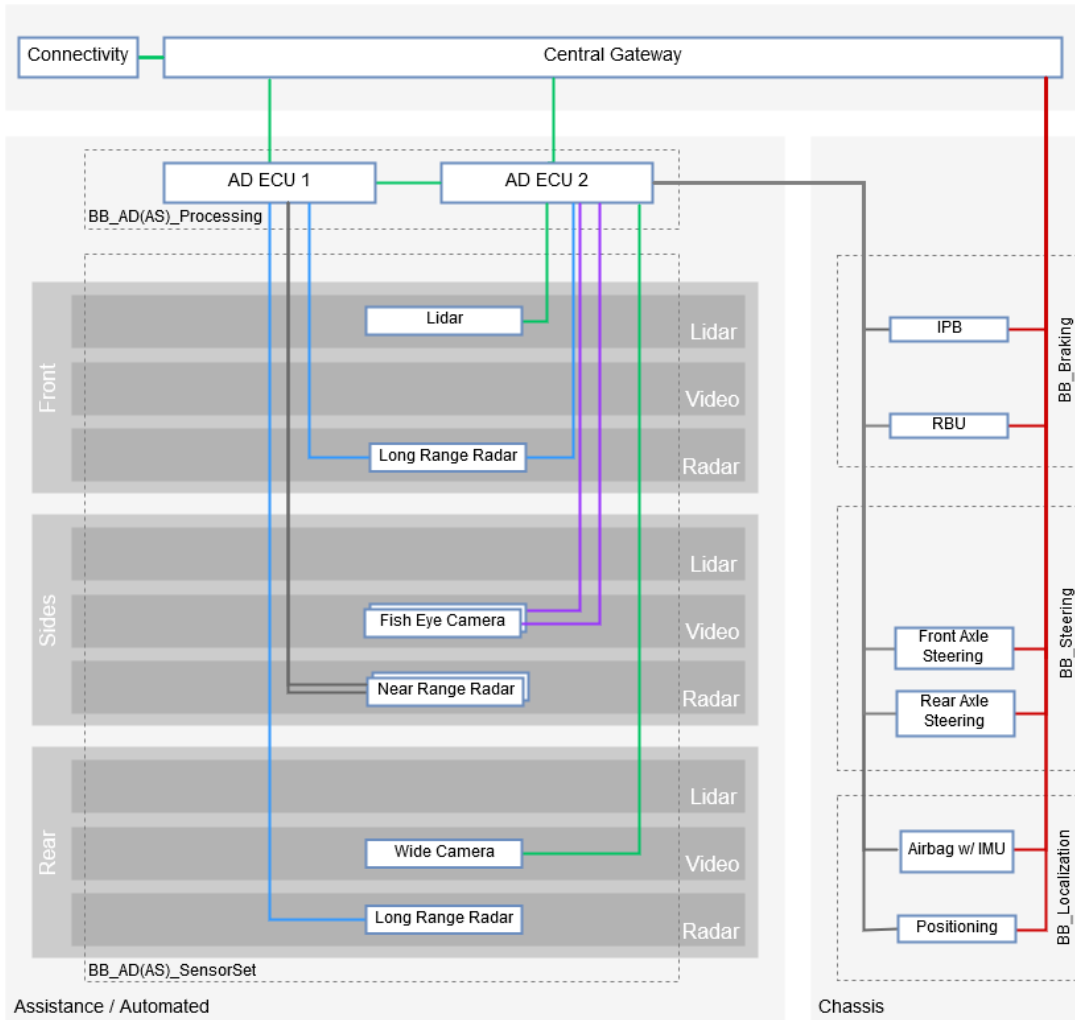 Connectivity
Central Gateway
AD ECU 1
AD ECU 2
BB_AD(AS)_Processing
Front
Lidar
Lidar
Video
Long Range Radar
Radar
Sides
Lidar
Fish Eye Camera
Video
Near Range Radar
Radar
Rear
Lidar
Wide Camera
Video
Long Range Radar
Radar
BB_AD(AS)_SensorSet
Assistance / Automated
IPB
RBU
BB_Braking
Front Axle
Steering
Rear Axle
Steering
BB_Steering
Airbag w/ IMU
Positioning
BB_Localization
Chassis